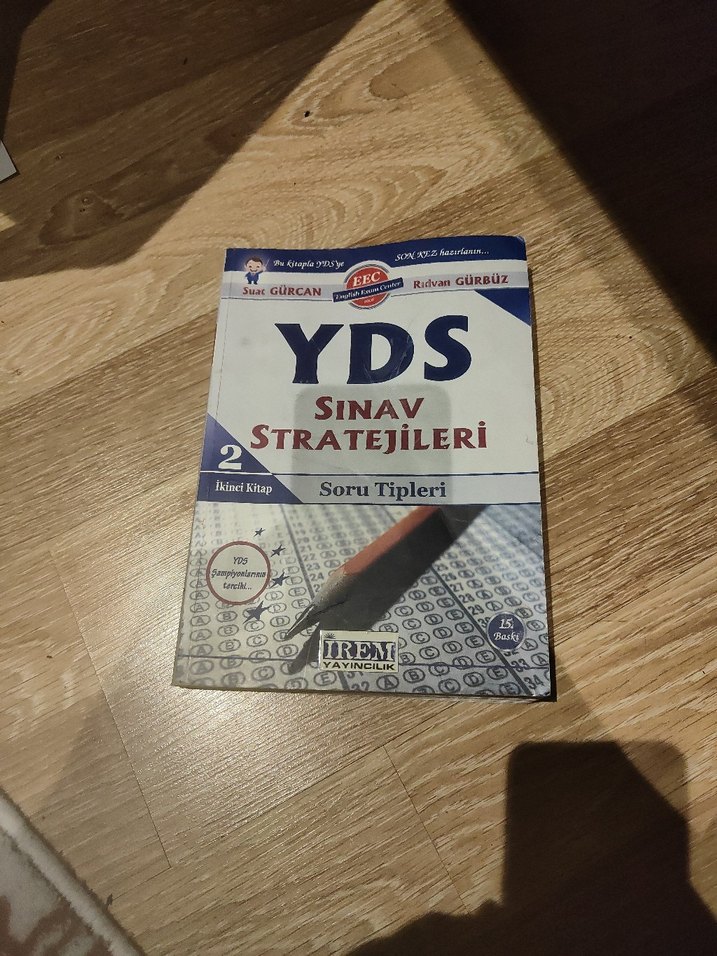 Bu kitapla YDS'ye
SON KEZ hazırlanın...
EEC
English Exam Center
Suat GÜRCAN
Rıdvan GÜRBÜZ
YDS
SINAV
STRATEJİLERİ
2
İkinci Kitap
Soru Tipleri
YDS
Şampiyonlarının
tercihi...
15.
Baskı
İREM
YAYINCILIK